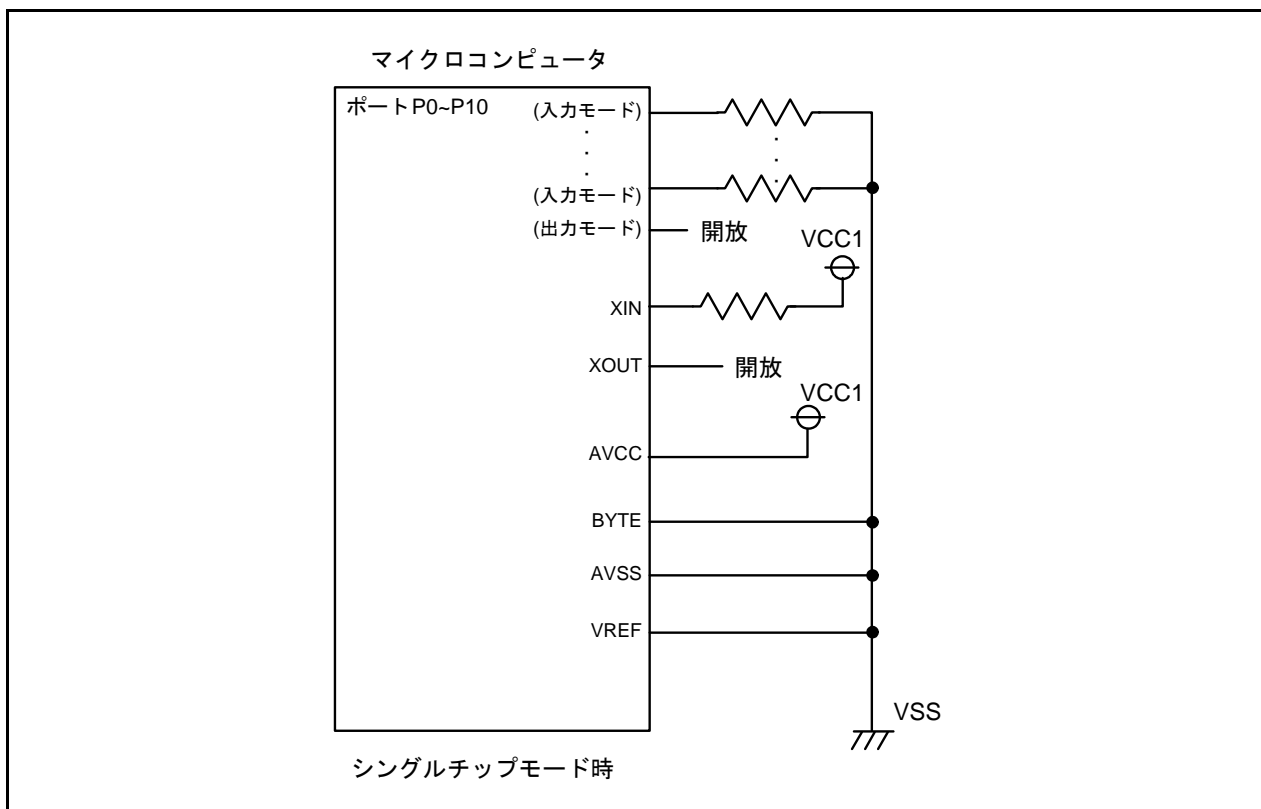 マイクロコンピュータ
ポートP0~P10
(入力モード)
(入力モード)
(出力モード)
開放
VCC1
XIN
XOUT
開放
VCC1
AVCC
BYTE
AVSS
VREF
VSS
シングルチップモード時